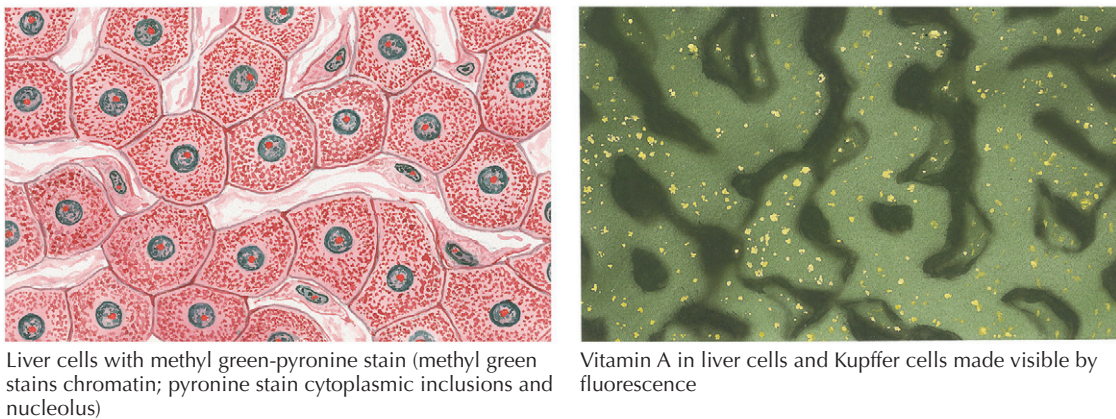 Liver cells with methyl green-pyronine stain (methyl green
stains chromatin; pyronine stain cytoplasmic inclusions and
nucleolus)
Vitamin A in liver cells and Kupffer cells made visible by
fluorescence